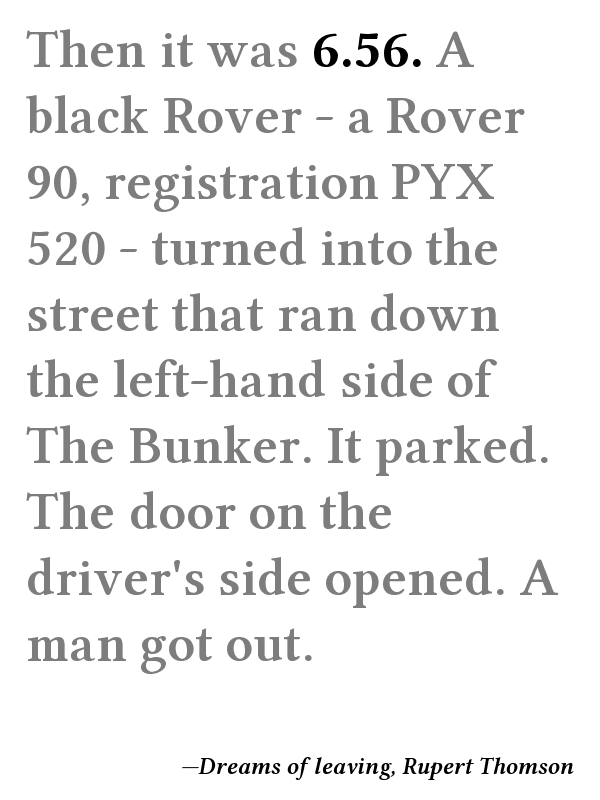 Then it was 6.56. A
black Rover - a Rover
90, registration PYX
520 - turned into the
street that ran down
the left-hand side of
The Bunker. It parked.
The door on the
driver's side opened. A
man got out.
—Dreams of leaving, Rupert Thomson